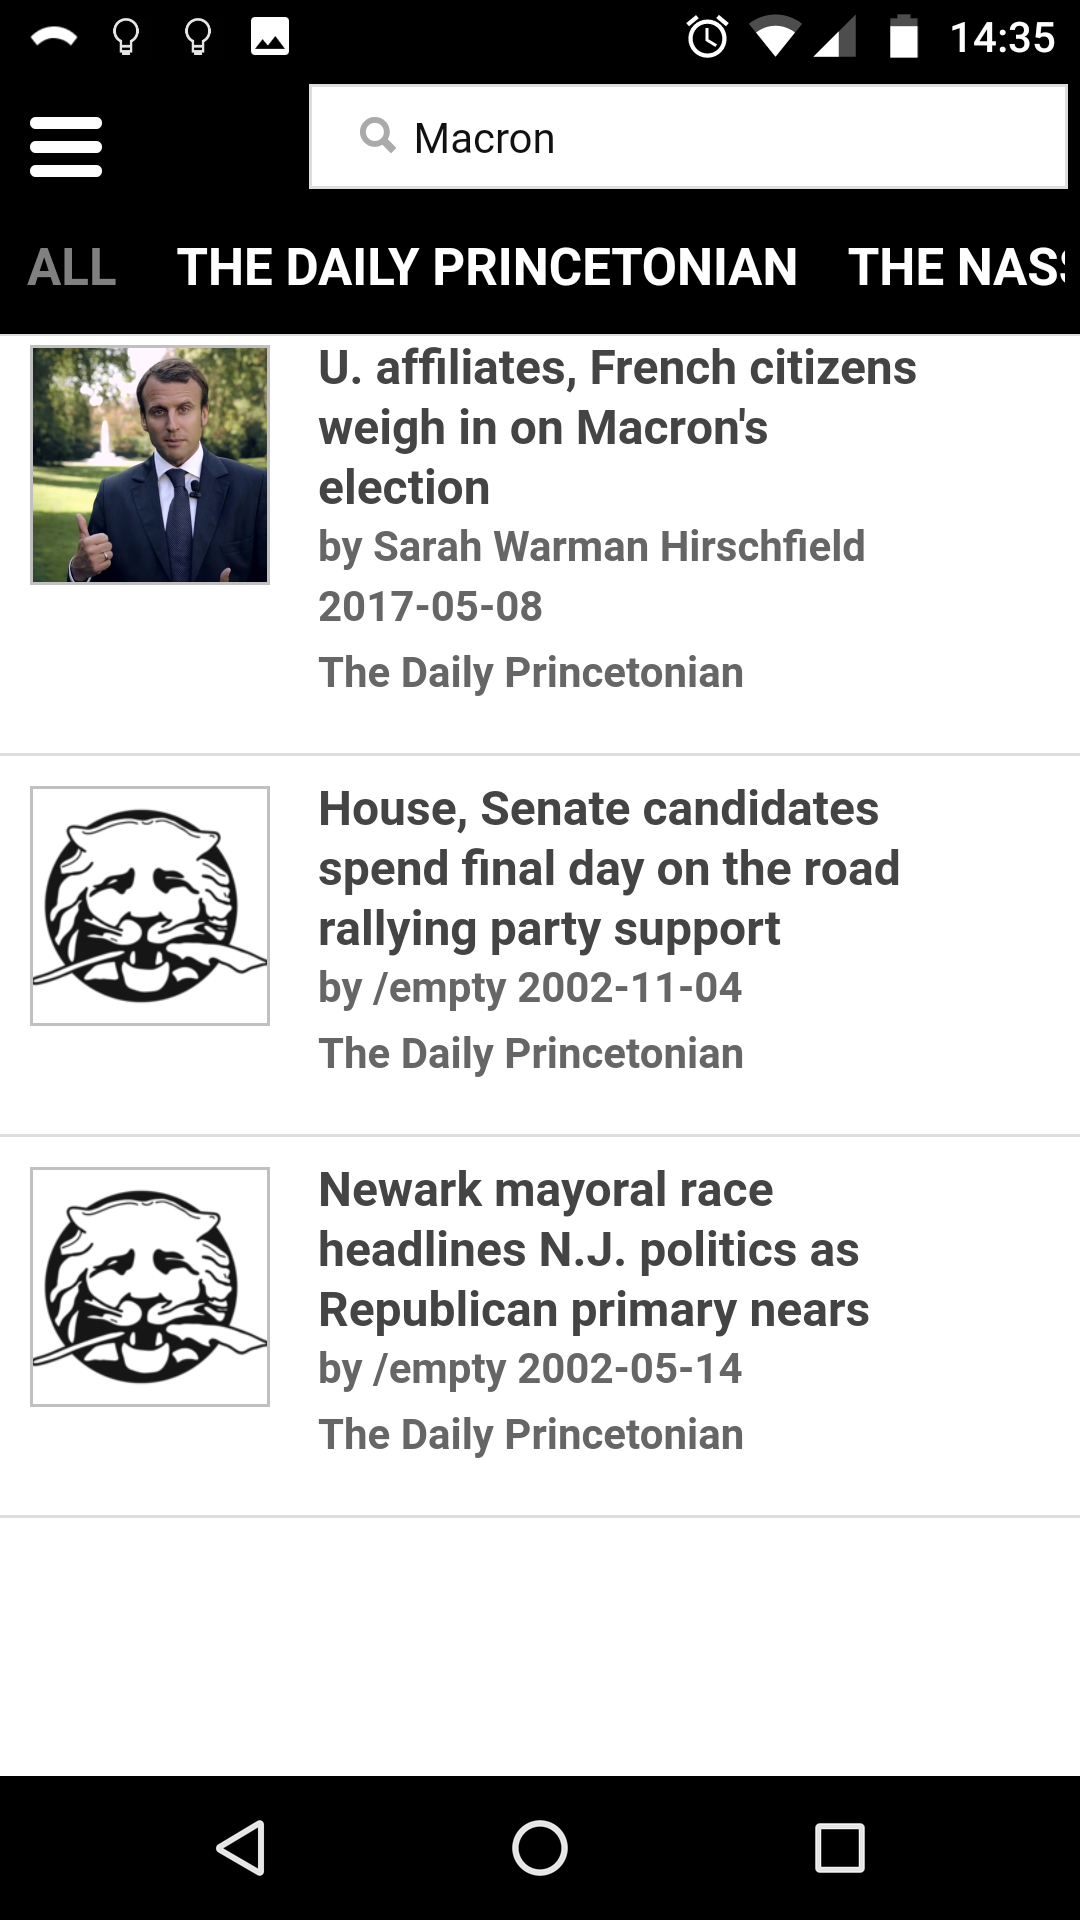 14:35
Macron
ALL THE DAILY PRINCETONIAN THE NAS
U. affiliates, French citizens
weigh in on Macron's
election
by Sarah Warman Hirschfield
2017-05-08
The Daily Princetonian
House, Senate candidates
spend final day on the road
rallying party support
by /empty 2002-11-04
The Daily Princetonian
Newark mayoral race
headlines N.J. politics as
Republican primary nears
by /empty 2002-05-14
The Daily Princetonian